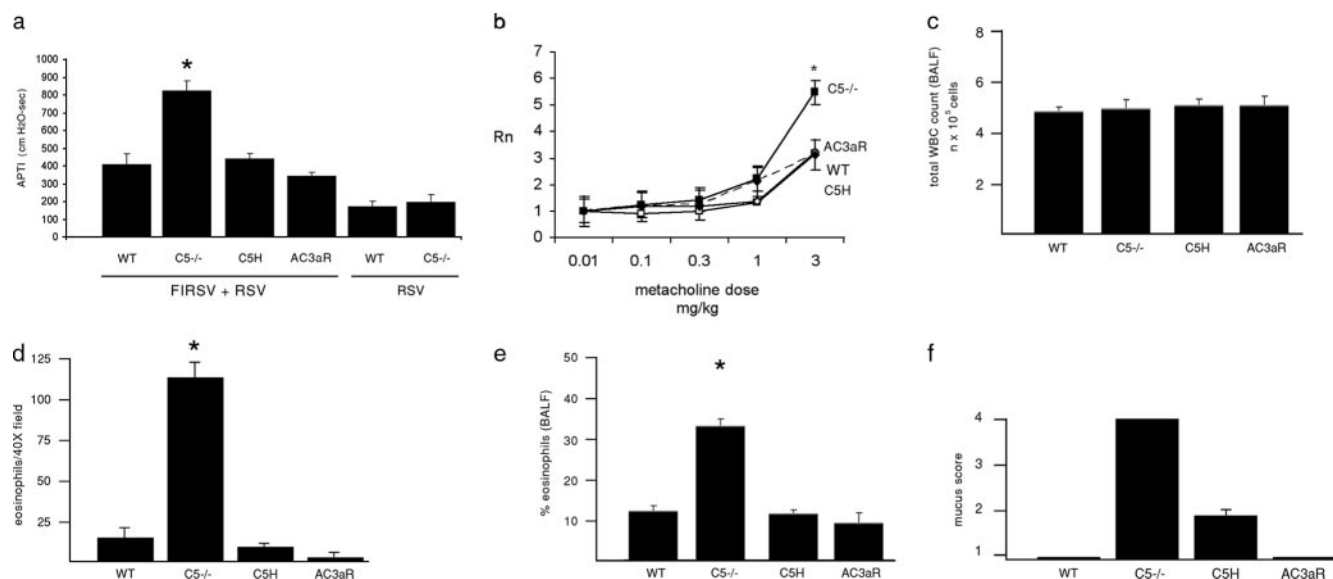 a
*
APTI (cm H2O-sec)
1000
900
800
700
600
500
400
300
200
100
0
WT C5-/- C5H AC3aR WT C5-/-
FIRSV + RSV RSV
b
7
6
5
4
3
2
1
0
Rn
*
C5-/-
AC3aR
WT
C5H
0.01 0.1 0.3 1 3
metacholine dose
mg/kg
c
total WBC count (BALF)
n x 10⁵ cells
8
6
4
2
WT C5-/- C5H AC3aR
d
eosinophils/40X field
125
100
75
50
25
*
WT C5-/- C5H AC3aR
e
% eosinophils (BALF)
50
40
30
20
10
*
WT C5-/- C5H AC3aR
f
mucus score
4
3
2
1
WT C5-/- C5H AC3aR